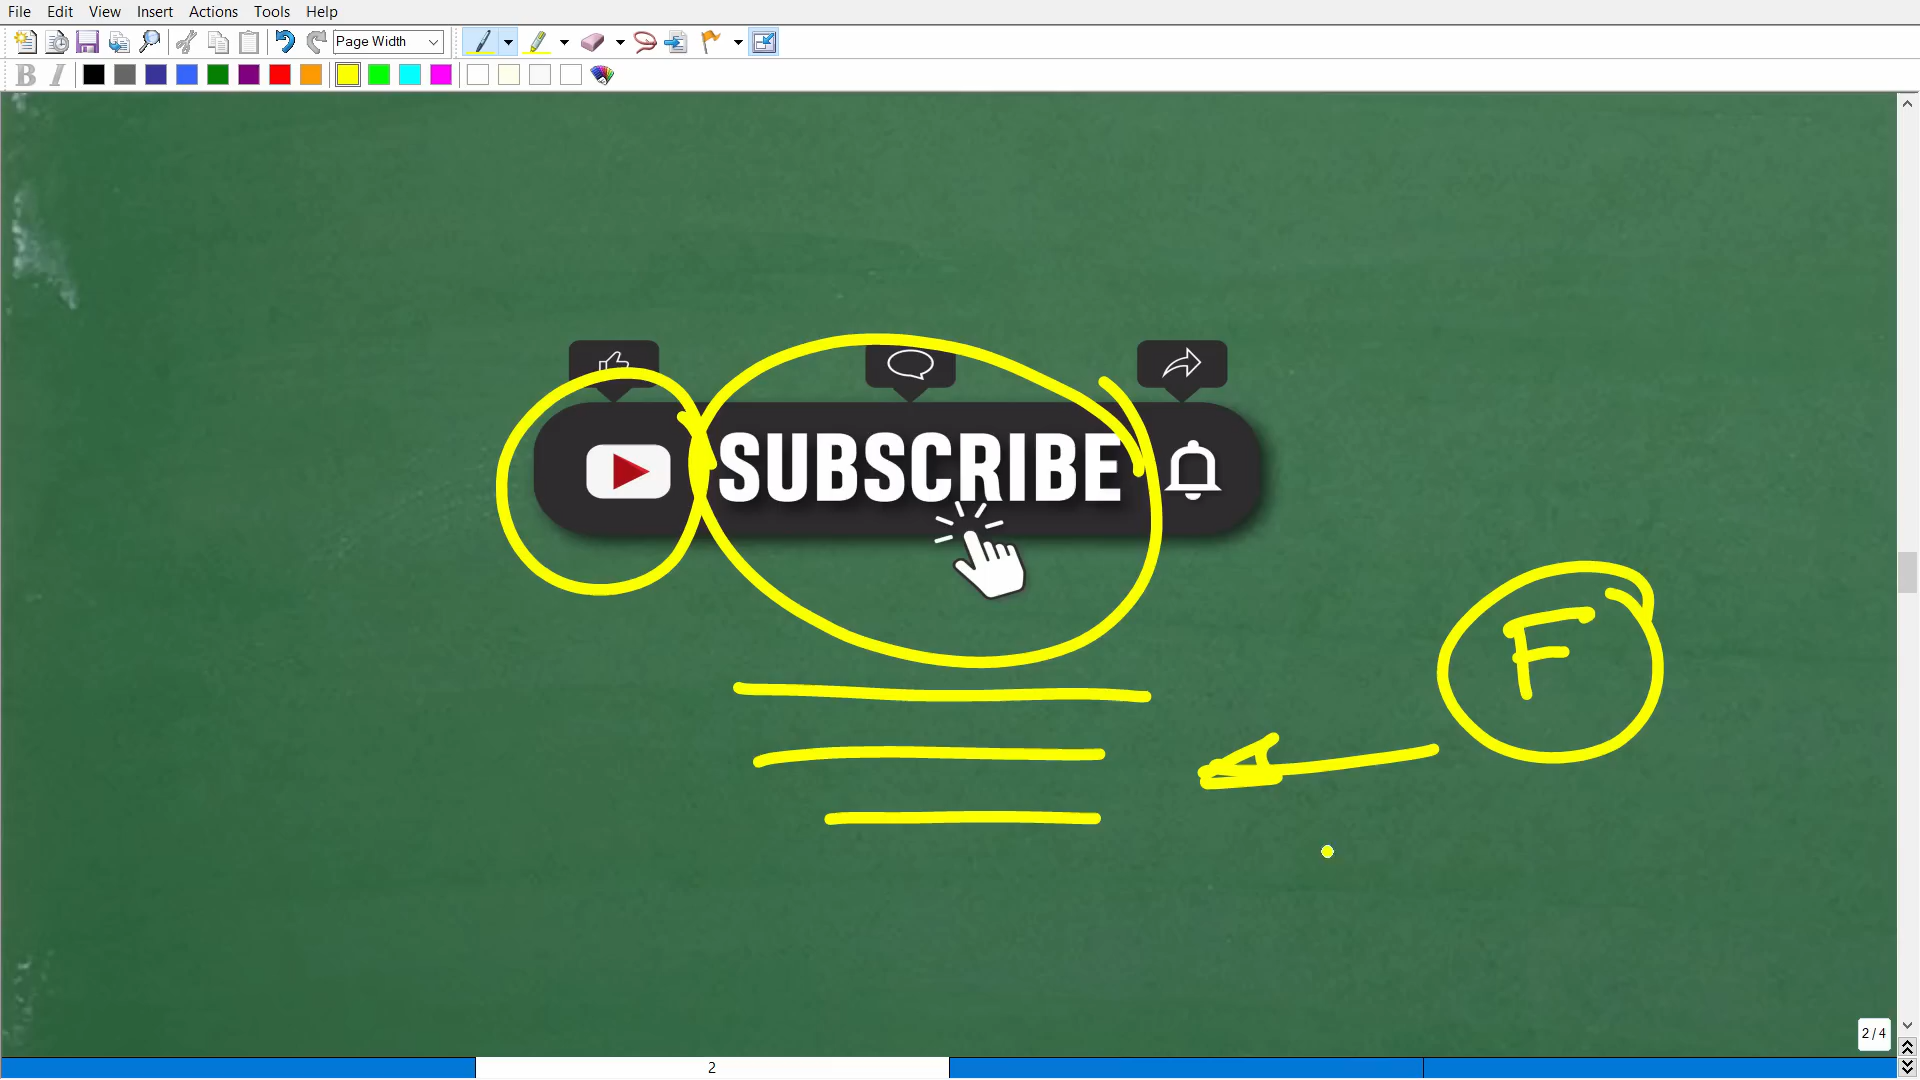 File Edit View Insert Actions Tools Help
Page Width
B I
SUBSCRIBE
F
2 / 4
2